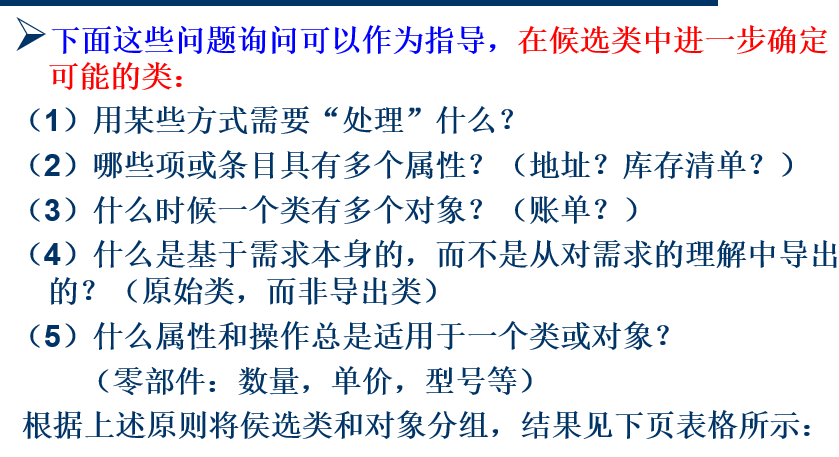 下面这些问题询问可以作为指导，在候选类中进一步确定
可能的类：
（1）用某些方式需要“处理”什么？
（2）哪些项或条目具有多个属性？（地址？库存清单？）
（3）什么时候一个类有多个对象？（账单？）
（4）什么是基于需求本身的，而不是从对需求的理解中导出
的？（原始类，而非导出类）
（5）什么属性和操作总是适用于一个类或对象？
（零部件：数量，单价，型号等）
根据上述原则将侯选类和对象分组，结果见下页表格所示：